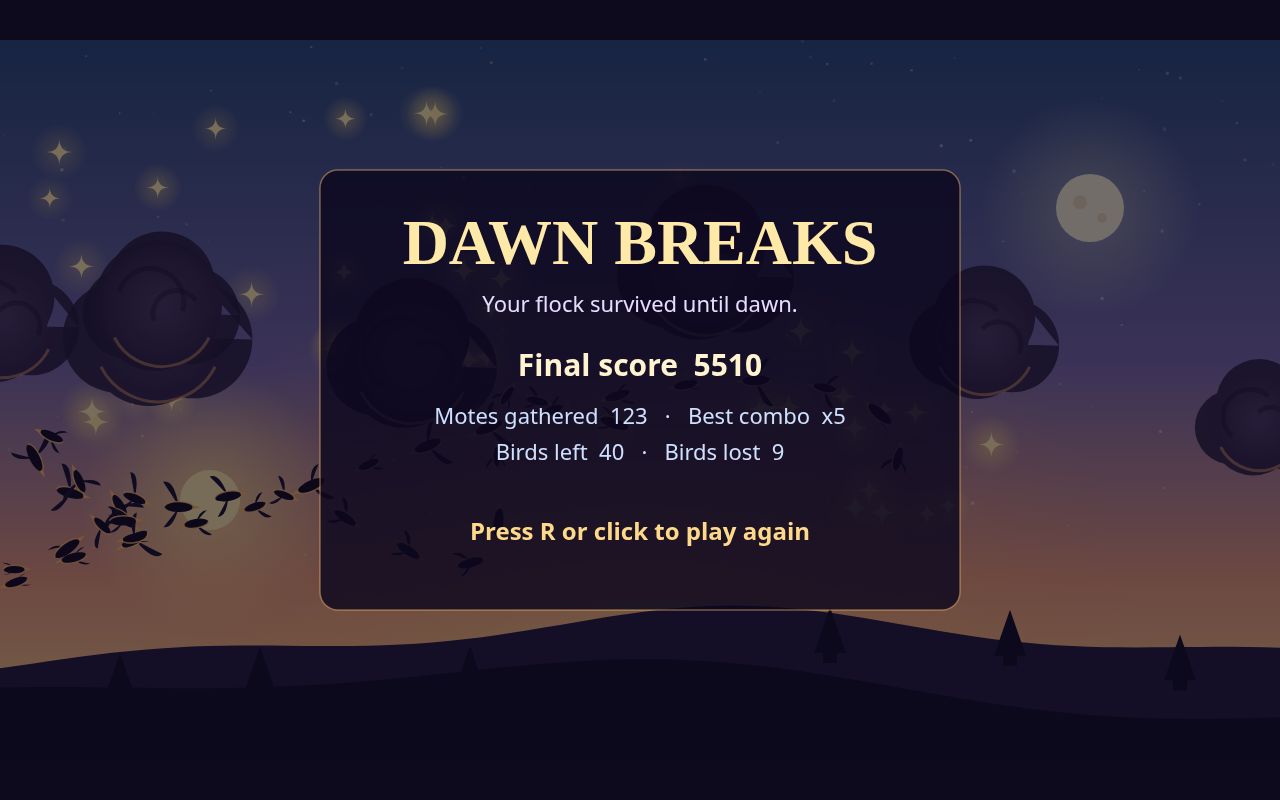 DAWN BREAKS
Your flock survived until dawn.
Final score 5510
Motes gathered 123 · Best combo x5
Birds left 40 · Birds lost 9
Press R or click to play again